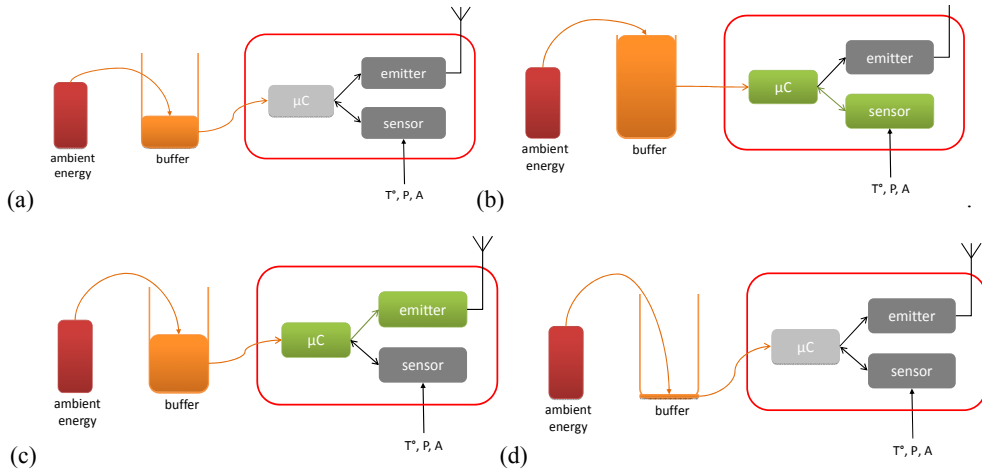 emitter
μC
sensor
ambient
energy
buffer
T°, P, A
(a)
emitter
μC
sensor
ambient
energy
buffer
T°, P, A
(b)
.
emitter
μC
sensor
ambient
energy
buffer
T°, P, A
(c)
emitter
μC
sensor
ambient
energy
buffer
T°, P, A
(d)